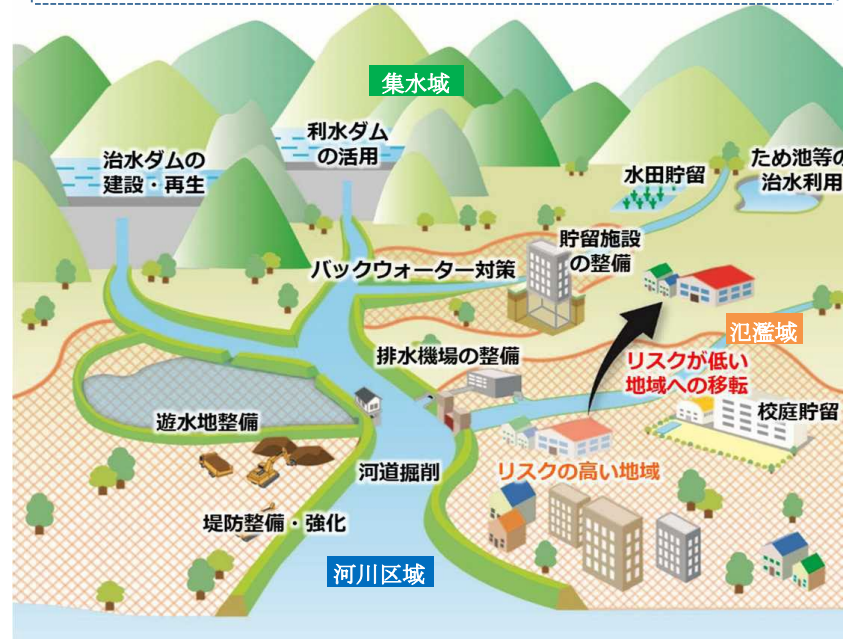 集水域
利水ダム
の活用
治水ダムの
建設・再生
水田貯留
ため池等の
治水利用
貯留施設
の整備
バックウォーター対策
氾濫域
排水機場の整備
リスクが低い
地域への移転
遊水地整備
校庭貯留
河道掘削
リスクの高い地域
堤防整備・強化
河川区域